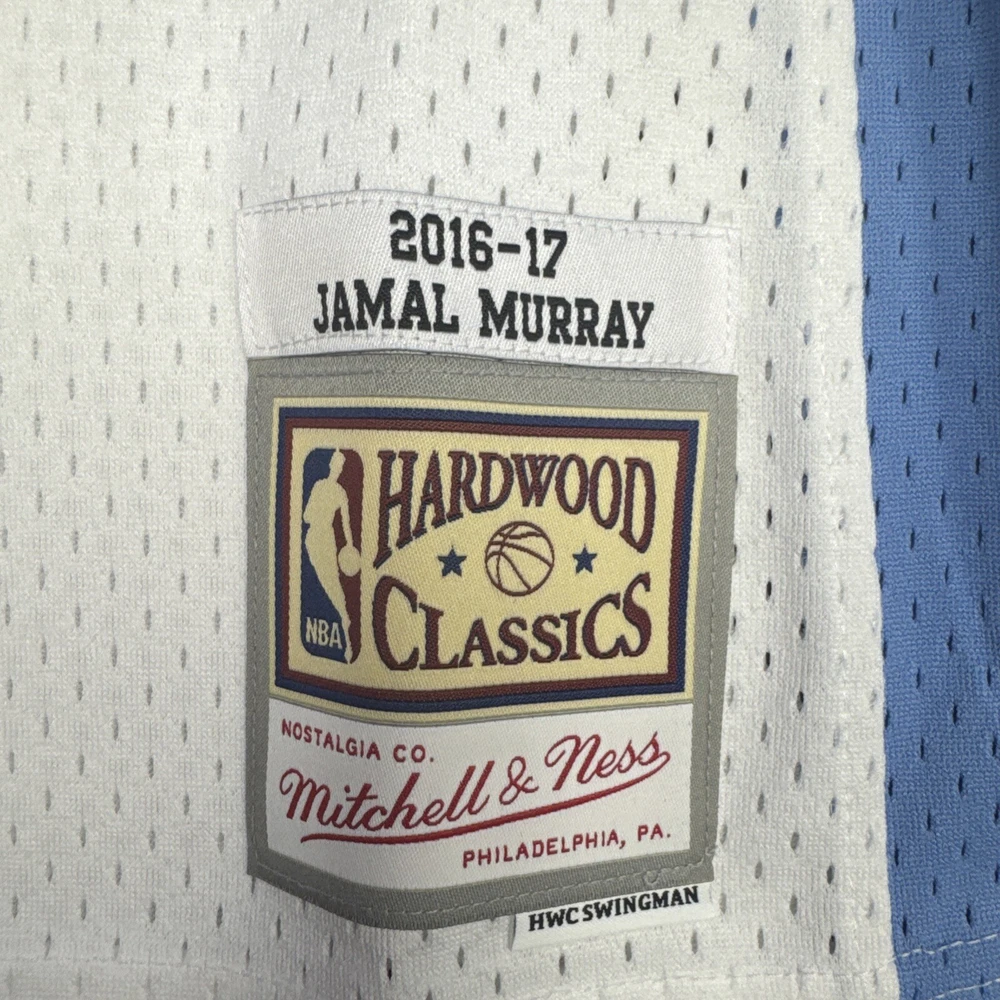 2016-17
JAMAL MURRAY
HARDWOOD
CLASSICS
NBA
NOSTALGIA CO.
Mitchell & Ness
PHILADELPHIA, PA.
HWC SWINGMAN